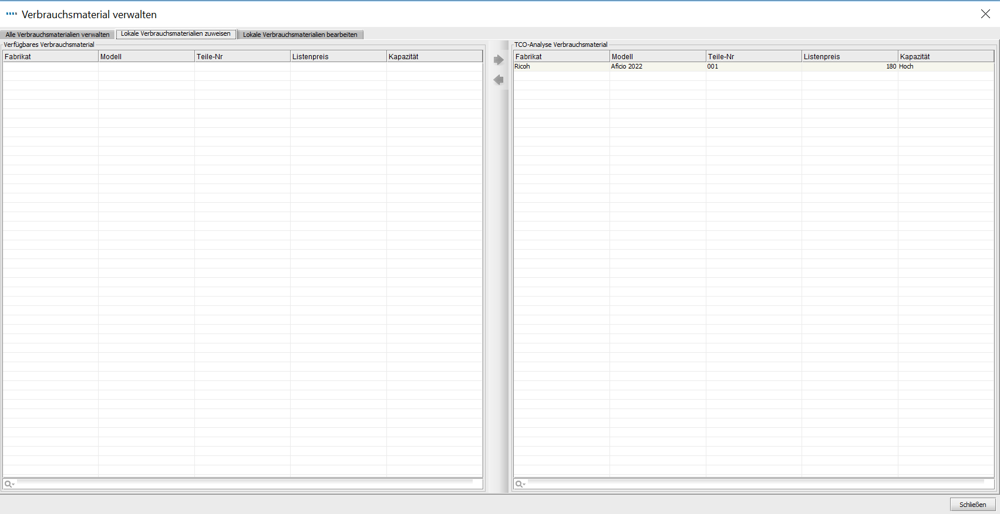 Verbrauchsmaterial verwalten
Alle Verbrauchsmaterialien verwalten Lokale Verbrauchsmaterialien zuweisen Lokale Verbrauchsmaterialien bearbeiten
Verfügbares Verbrauchsmaterial
Fabrikat Modell Teile-Nr Listenpreis Kapazität
TCO-Analyse Verbrauchsmaterial
Fabrikat Modell Teile-Nr Listenpreis Kapazität
Ricoh Aficio 2022 001 180 Hoch
Schließen